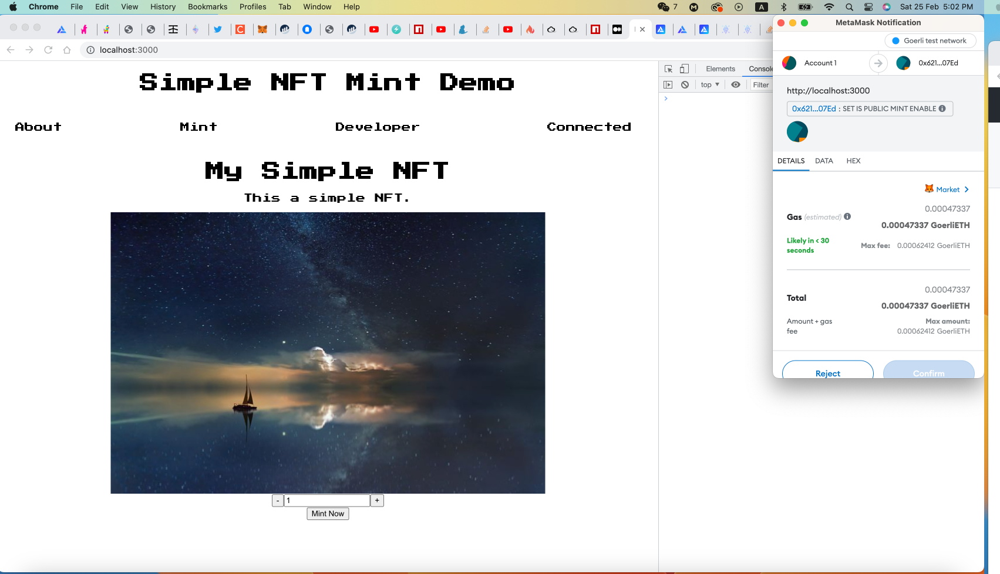 Chrome File Edit View History Bookmarks Profiles Tab Window Help 7 A Sat 25 Feb 5:02 PM
localhost:3000
Simple NFT Mint Demo
About Mint Developer Connected
My Simple NFT
This a simple NFT.
- 1 +
Mint Now
Elements Console
top Filter
MetaMask Notification
Goerli test network
Account 1 0x621...07Ed
http://localhost:3000
0x621...07Ed : SET IS PUBLIC MINT ENABLE
DETAILS DATA HEX
Market
0.00047337
Gas (estimated) 0.00047337 GoerliETH
Likely in < 30
seconds
Max fee: 0.00062412 GoerliETH
0.00047337
Total 0.00047337 GoerliETH
Amount + gas
fee
Max amount:
0.00062412 GoerliETH
Reject Confirm